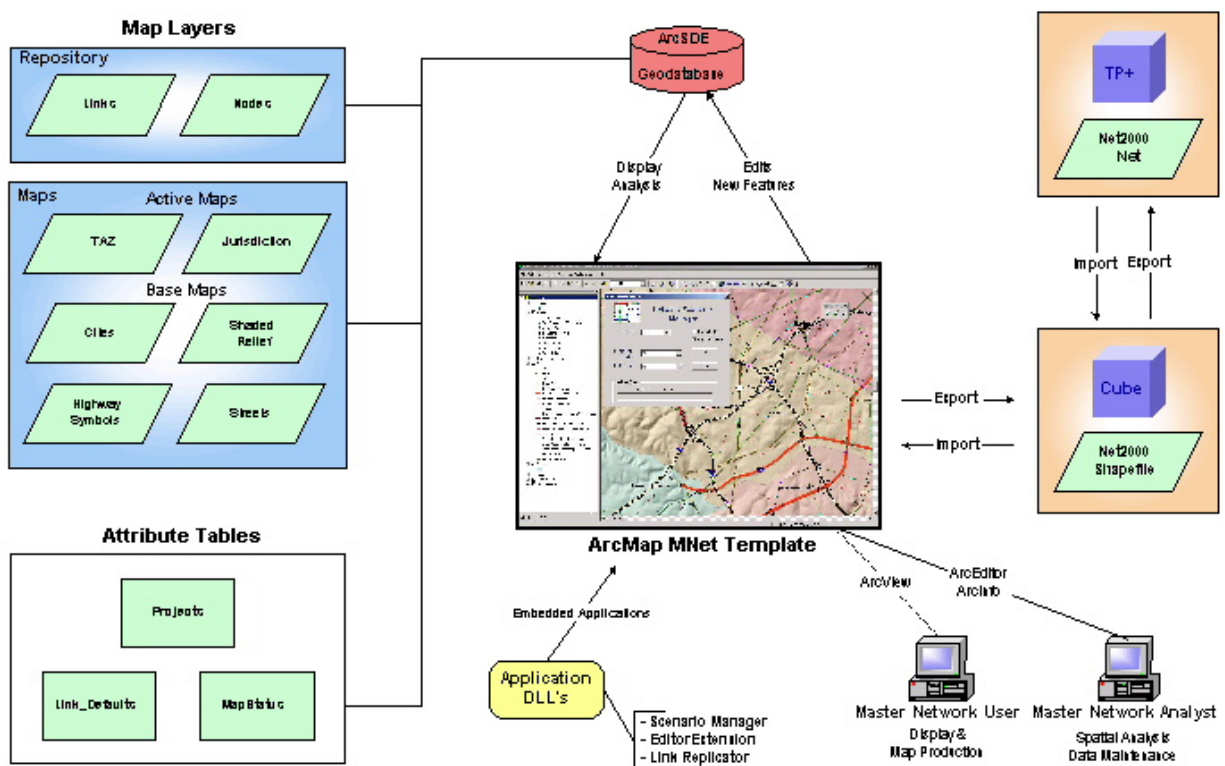 Map Layers
Repository
Links
Nodes
Maps
Active Maps
TAZ
Jurisdiction
Base Maps
Cities
Shaded
Relief
Highway
Symbols
Streets
Attribute Tables
Projects
Link_Defaults
MapStatus
ArcSDE
Geodatabase
Display
Analysis
Edits
New Features
ArcMap MNet Template
Embedded Applications
Application
DLL's
- Scenario Manager
- Editor Extension
- Link Replicator
TP+
Net2000
Net
Import
Export
Cube
Net2000
Shapefile
Export
Import
ArcView
ArcEditor
ArcInfo
Master Network User
Display &
Map Production
Master Network Analyst
Spatial Analysis
Data Maintenance